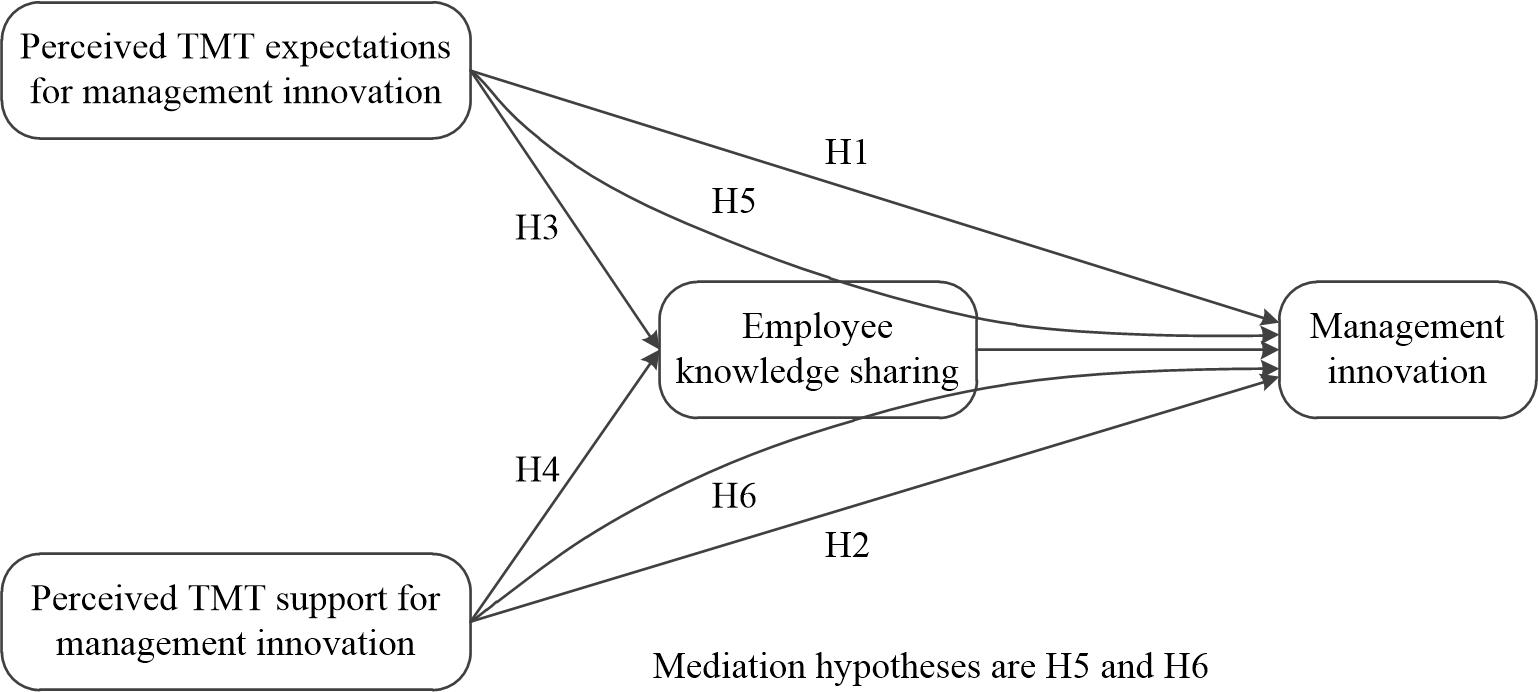 Perceived TMT expectations
for management innovation
H1
H5
H3
Employee
knowledge sharing
Management
innovation
H4
H6
H2
Perceived TMT support for
management innovation
Mediation hypotheses are H5 and H6